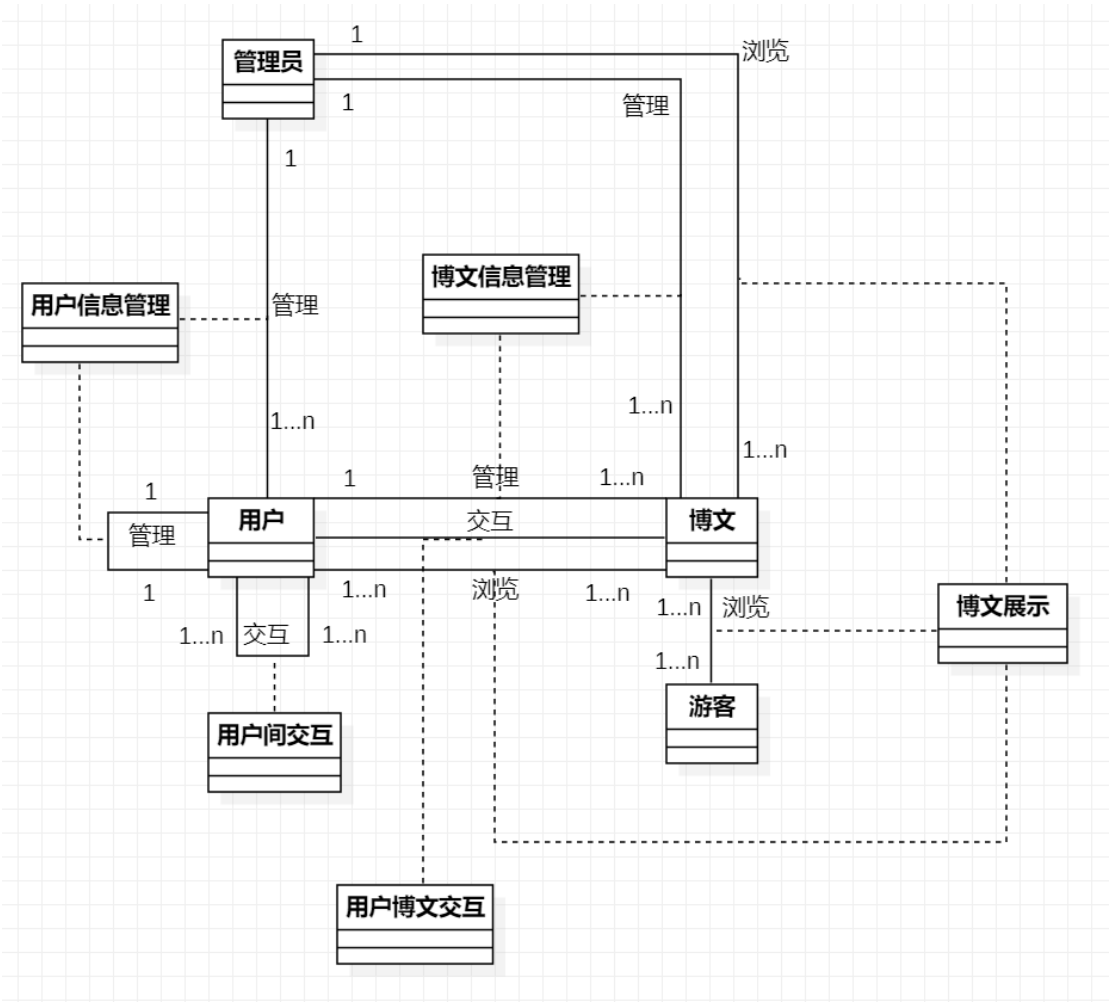 1
浏览
管理员
1
管理
1
博文信息管理
用户信息管理
管理
1...n
1...n
1...n
1
管理
1...n
1
用户
交互
博文
管理
1
1...n
浏览
1...n
1...n
浏览
博文展示
1...n
交互
1...n
1...n
游客
用户间交互
用户博文交互